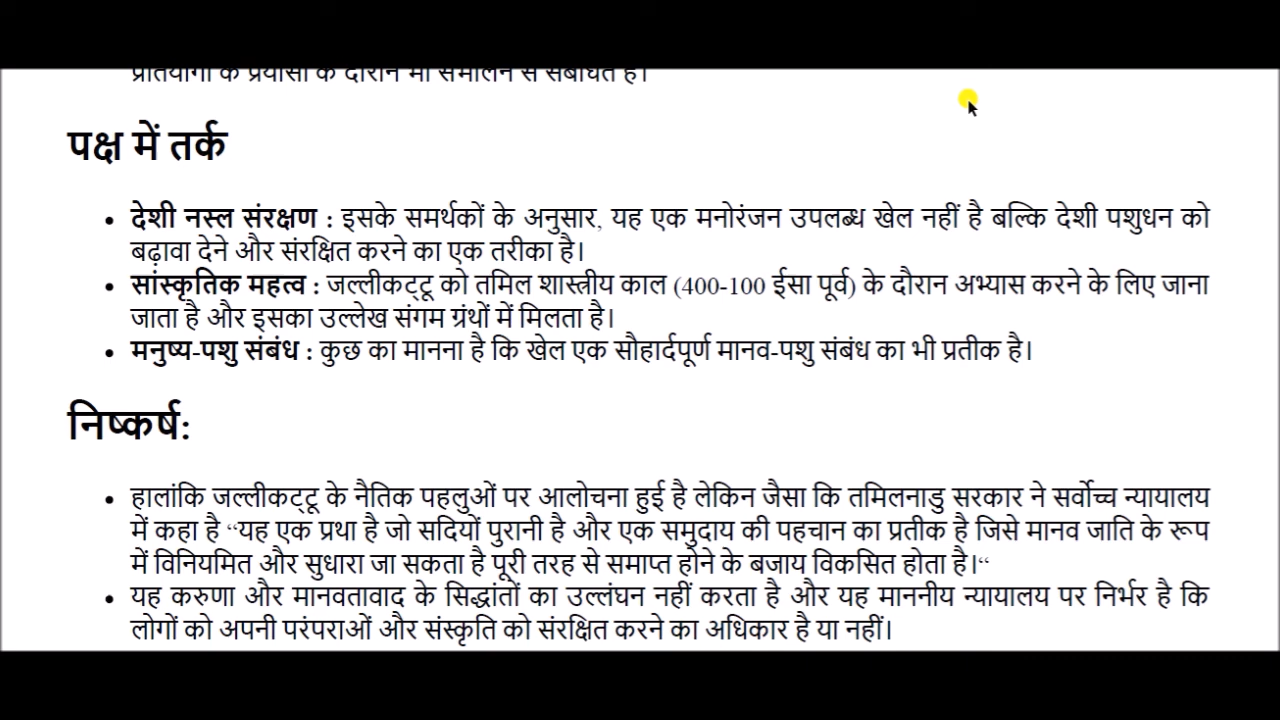 प्रतियोगी के प्रयासों के दौरान भी संमीलन से संबंधित है।
पक्ष में तर्क
देशी नस्ल संरक्षण : इसके समर्थकों के अनुसार, यह एक मनोरंजन उपलब्ध खेल नहीं है बल्कि देशी पशुधन को
बढ़ावा देने और संरक्षित करने का एक तरीका है।
सांस्कृतिक महत्व : जल्लीकट्टू को तमिल शास्त्रीय काल (400-100 ईसा पूर्व) के दौरान अभ्यास करने के लिए जाना
जाता है और इसका उल्लेख संगम ग्रंथों में मिलता है।
मनुष्य-पशु संबंध : कुछ का मानना है कि खेल एक सौहार्दपूर्ण मानव-पशु संबंध का भी प्रतीक है।
निष्कर्ष:
हालांकि जल्लीकट्टू के नैतिक पहलुओं पर आलोचना हुई है लेकिन जैसा कि तमिलनाडु सरकार ने सर्वोच्च न्यायालय
में कहा है “यह एक प्रथा है जो सदियों पुरानी है और एक समुदाय की पहचान का प्रतीक है जिसे मानव जाति के रूप
में विनियमित और सुधारा जा सकता है पूरी तरह से समाप्त होने के बजाय विकसित होता है।“
यह करुणा और मानवतावाद के सिद्धांतों का उल्लंघन नहीं करता है और यह माननीय न्यायालय पर निर्भर है कि
लोगों को अपनी परंपराओं और संस्कृति को संरक्षित करने का अधिकार है या नहीं।